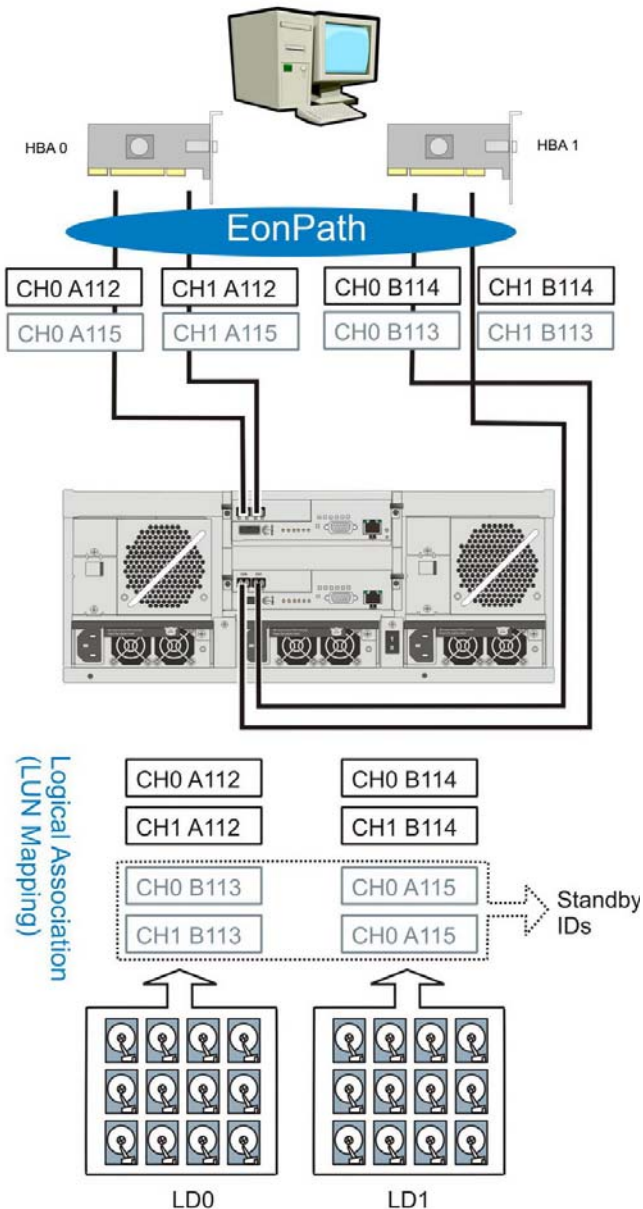 HBA 0
HBA 1
EonPath
CH0 A112
CH1 A112
CH0 B114
CH1 B114
CH0 A115
CH1 A115
CH0 B113
CH1 B113
Logical Association
(LUN Mapping)
CH0 A112
CH0 B114
CH1 A112
CH1 B114
CH0 B113
CH0 A115
CH1 B113
CH0 A115
Standby
IDs
LD0
LD1